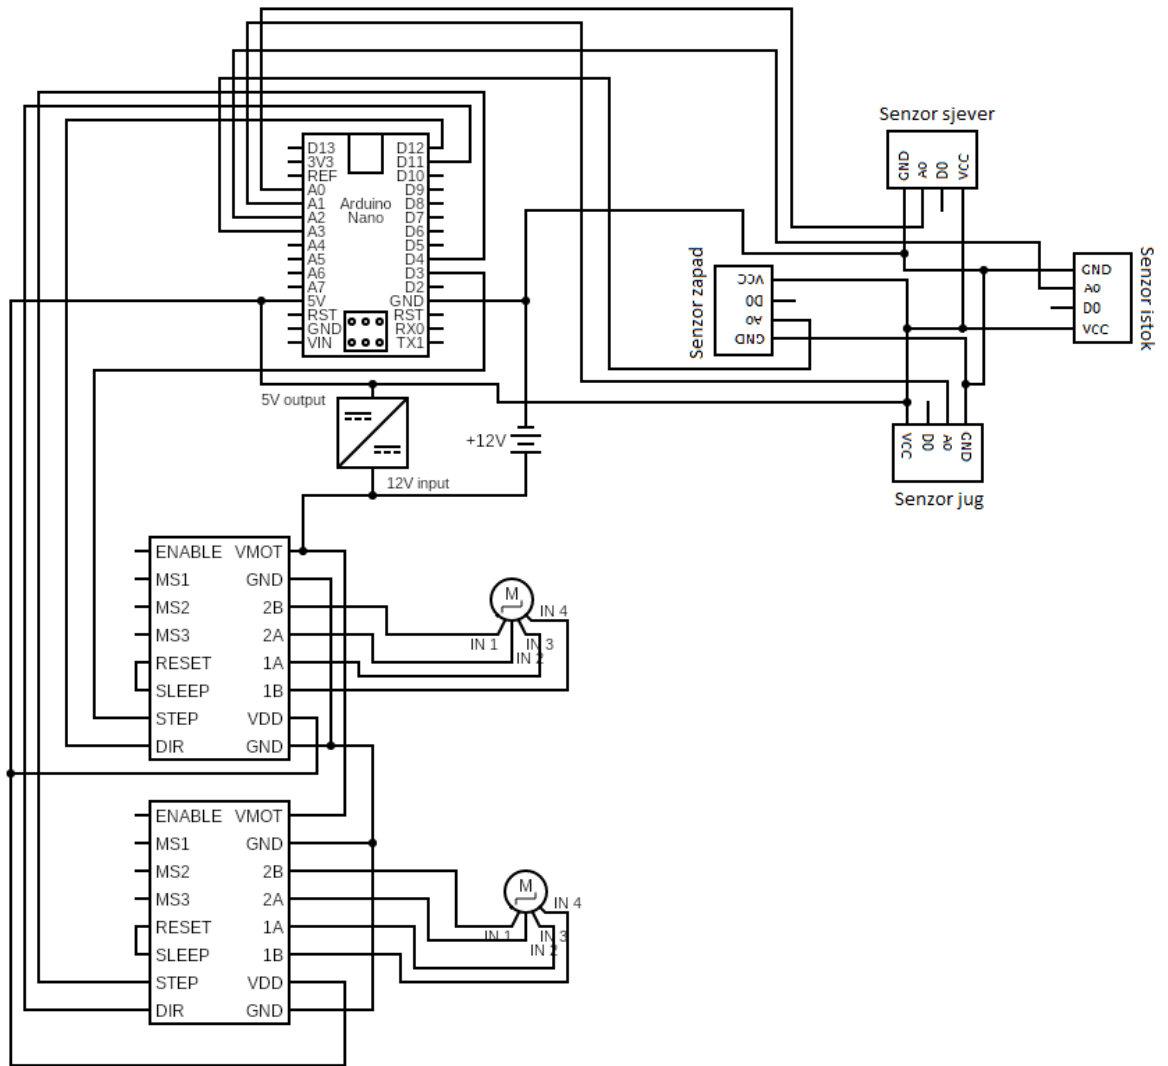 Senzor sjever
GND
A0
D0
VCC
D13
3V3
REF
A0
A1
A2
A3
A4
A5
A6
A7
5V
RST
GND
VIN
Arduino
Nano
D12
D11
D10
D9
D8
D7
D6
D5
D4
D3
D2
GND
RST
RX0
TX1
Senzor zapad
VCC
D0
A0
GND
Senzor istok
GND
A0
D0
VCC
5V output
12V input
+12V
VCC
D0
A0
GND
Senzor jug
ENABLE
MS1
MS2
MS3
RESET
SLEEP
STEP
DIR
VMOT
GND
2B
2A
1A
1B
VDD
GND
M
IN 4
IN 1
IN 3
IN 2
ENABLE
MS1
MS2
MS3
RESET
SLEEP
STEP
DIR
VMOT
GND
2B
2A
1A
1B
VDD
GND
M
IN 4
IN 1
IN 3
IN 2